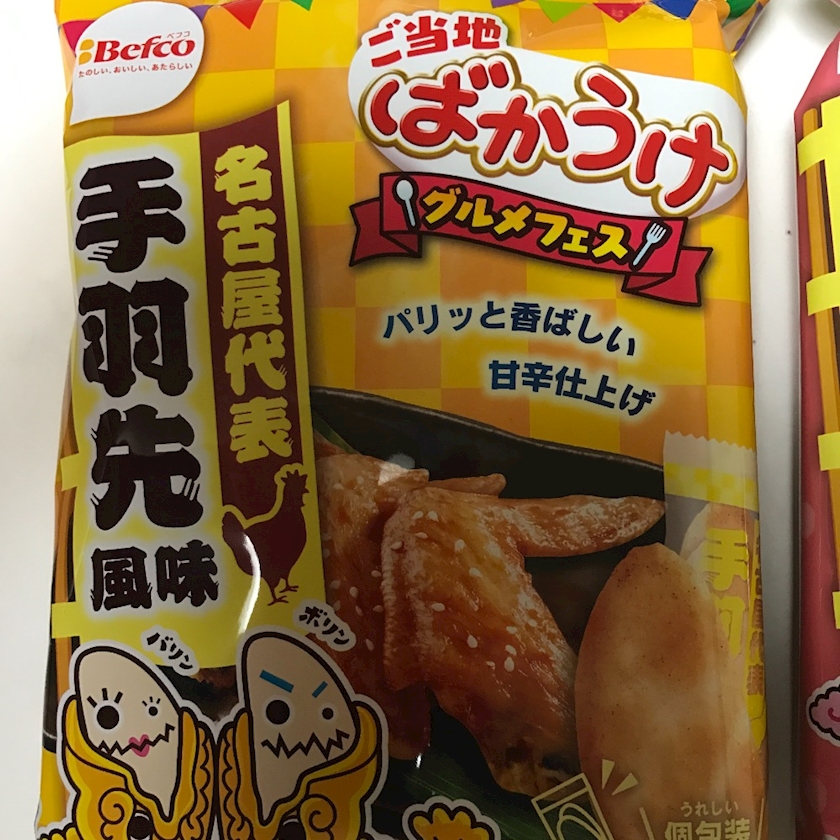 ベフコ
Befco
たのしい、おいしい、あたらしい
ご当地
ばかうけ
グルメフェス
名古屋代表
手羽先
風味
パリッと香ばしい
甘辛仕上げ
バリン
ボリン
手羽
うれしい
個包装